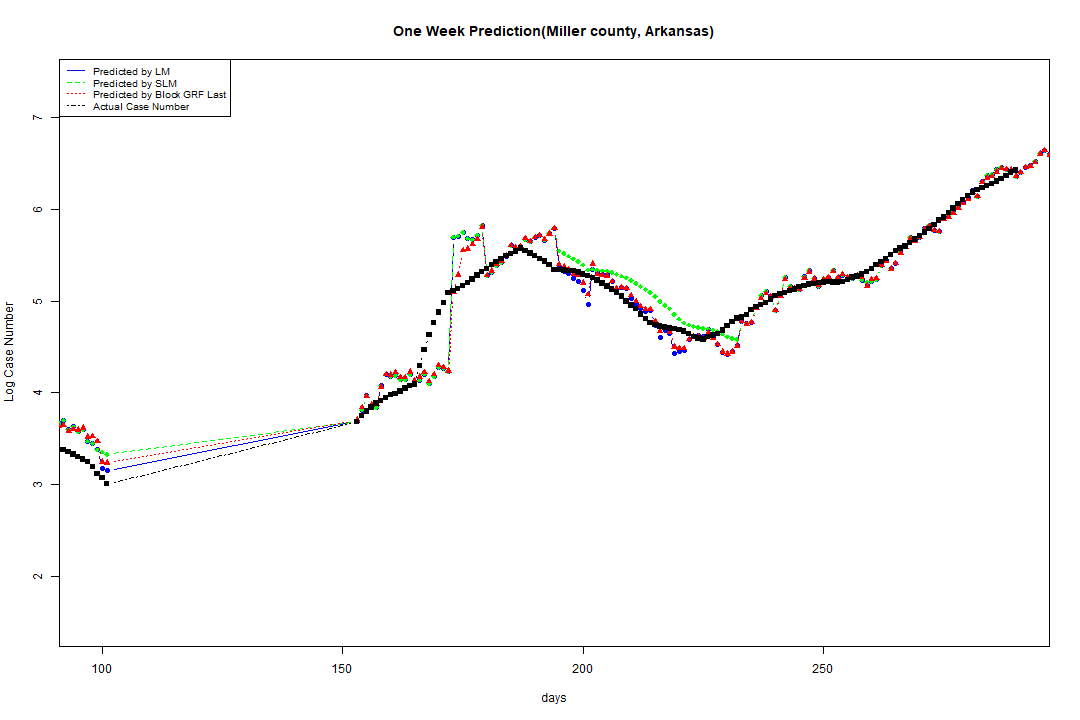 One Week Prediction(Miller county, Arkansas)
Predicted by LM
Predicted by SLM
Predicted by Block GRF Last
Actual Case Number
7
6
5
4
3
2
Log Case Number
100 150 200 250
days